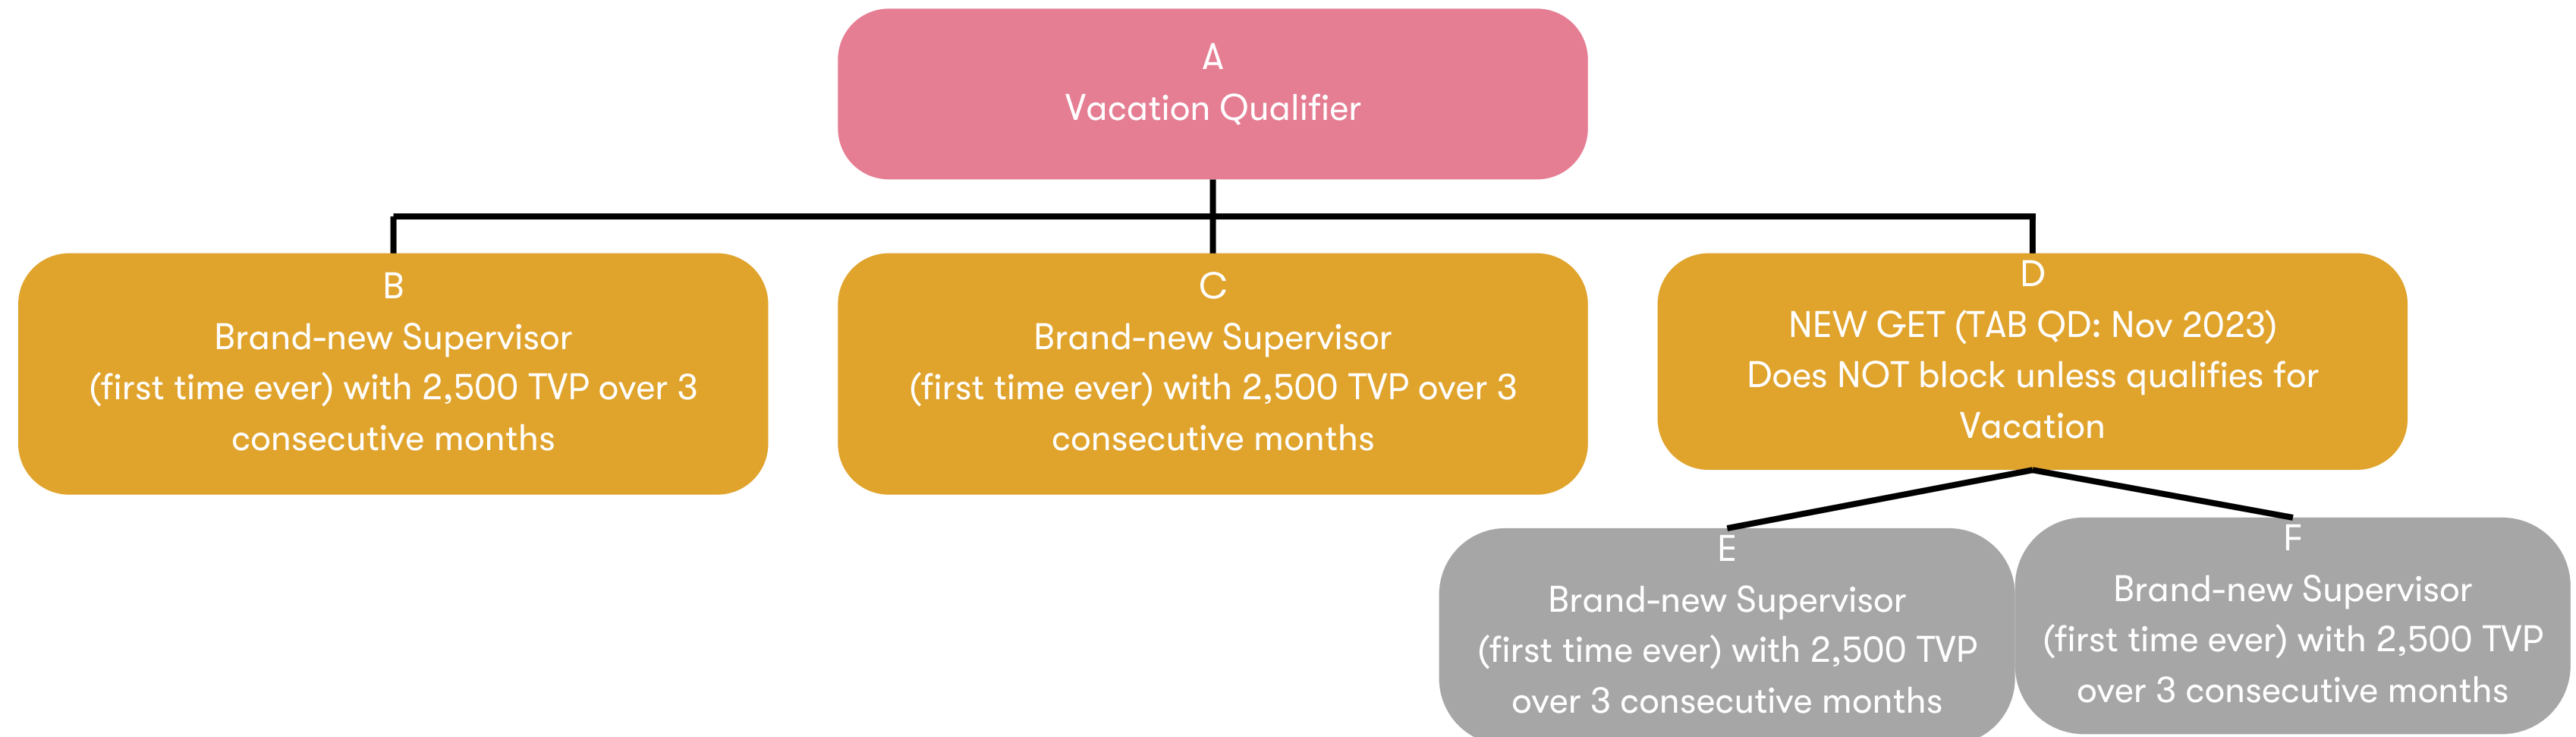 A
Vacation Qualifier
B
Brand-new Supervisor
(first time ever) with 2,500 TVP over 3
consecutive months
C
Brand-new Supervisor
(first time ever) with 2,500 TVP over 3
consecutive months
D
NEW GET (TAB QD: Nov 2023)
Does NOT block unless qualifies for
Vacation
E
Brand-new Supervisor
(first time ever) with 2,500 TVP
over 3 consecutive months
F
Brand-new Supervisor
(first time ever) with 2,500 TVP
over 3 consecutive months